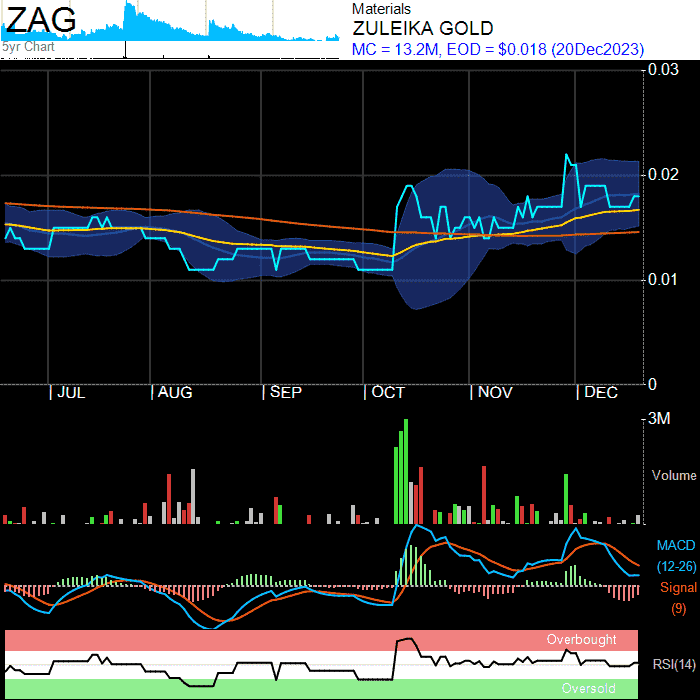 ZAG
5yr Chart
Materials
ZULEIKA GOLD
MC = 13.2M, EOD = $0.018 (20Dec2023)
0.03
0.02
0.01
0
| JUL | AUG | SEP | OCT | NOV | DEC
3M
Volume
MACD
(12-26)
Signal
(9)
Overbought
RSI(14)
Oversold